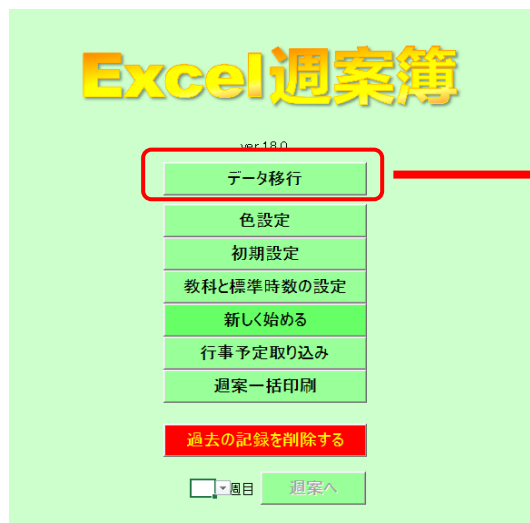 Excel週案簿
ver 18.0
データ移行
色設定
初期設定
教科と標準時数の設定
新しく始める
行事予定取り込み
週案一括印刷
過去の記録を削除する
週目 週案へ